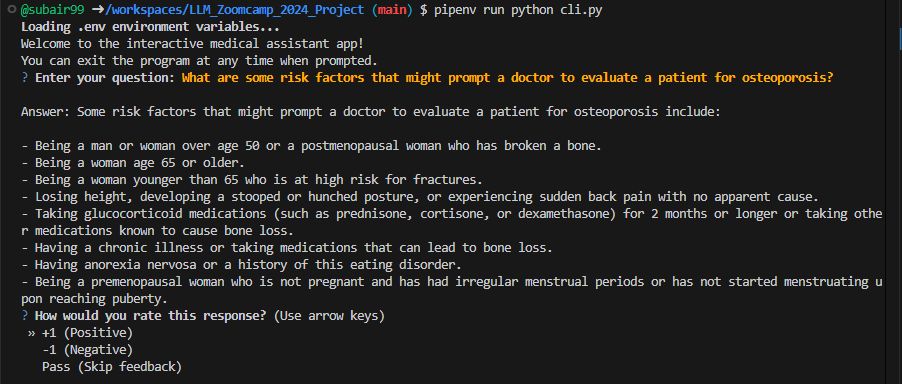 @subair99 ➜/workspaces/LLM_Zoomcamp_2024_Project (main) $ pipenv run python cli.py
Loading .env environment variables...
Welcome to the interactive medical assistant app!
You can exit the program at any time when prompted.
? Enter your question: What are some risk factors that might prompt a doctor to evaluate a patient for osteoporosis?
Answer: Some risk factors that might prompt a doctor to evaluate a patient for osteoporosis include:
- Being a man or woman over age 50 or a postmenopausal woman who has broken a bone.
- Being a woman age 65 or older.
- Being a woman younger than 65 who is at high risk for fractures.
- Losing height, developing a stooped or hunched posture, or experiencing sudden back pain with no apparent cause.
- Taking glucocorticoid medications (such as prednisone, cortisone, or dexamethasone) for 2 months or longer or taking othe
r medications known to cause bone loss.
- Having a chronic illness or taking medications that can lead to bone loss.
- Having anorexia nervosa or a history of this eating disorder.
- Being a premenopausal woman who is not pregnant and has had irregular menstrual periods or has not started menstruating u
pon reaching puberty.
? How would you rate this response? (Use arrow keys)
» +1 (Positive)
-1 (Negative)
Pass (Skip feedback)